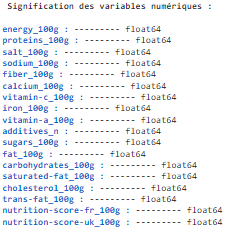 Signification des variables numériques :
energy_100g : --------- float64
proteins_100g : --------- float64
salt_100g : --------- float64
sodium_100g : --------- float64
fiber_100g : --------- float64
calcium_100g : --------- float64
vitamin-c_100g : --------- float64
iron_100g : --------- float64
vitamin-a_100g : --------- float64
additives_n : --------- float64
sugars_100g : --------- float64
fat_100g : --------- float64
carbohydrates_100g : --------- float64
saturated-fat_100g : --------- float64
cholesterol_100g : --------- float64
trans-fat_100g : --------- float64
nutrition-score-fr_100g : --------- float64
nutrition-score-uk_100g : --------- float64